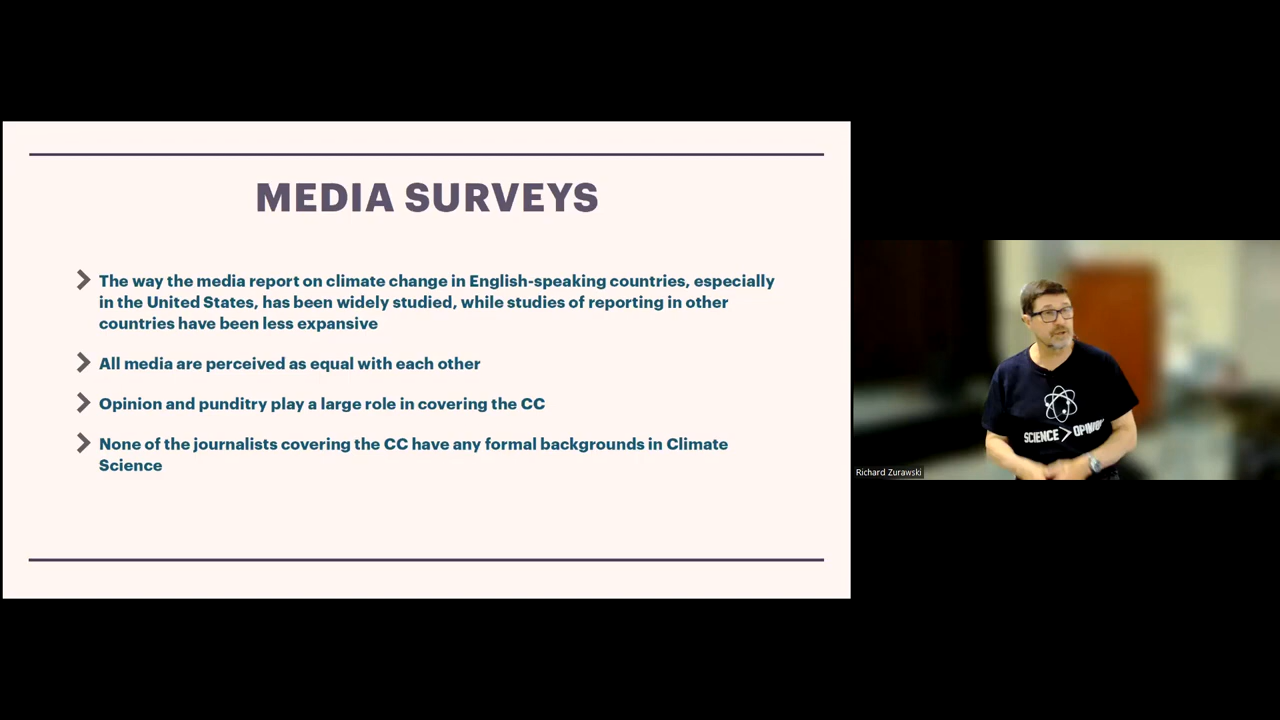 MEDIA SURVEYS
The way the media report on climate change in English-speaking countries, especially
in the United States, has been widely studied, while studies of reporting in other
countries have been less expansive
All media are perceived as equal with each other
Opinion and punditry play a large role in covering the CC
None of the journalists covering the CC have any formal backgrounds in Climate
Science
SCIENCE > OPINION
Richard Zurawski